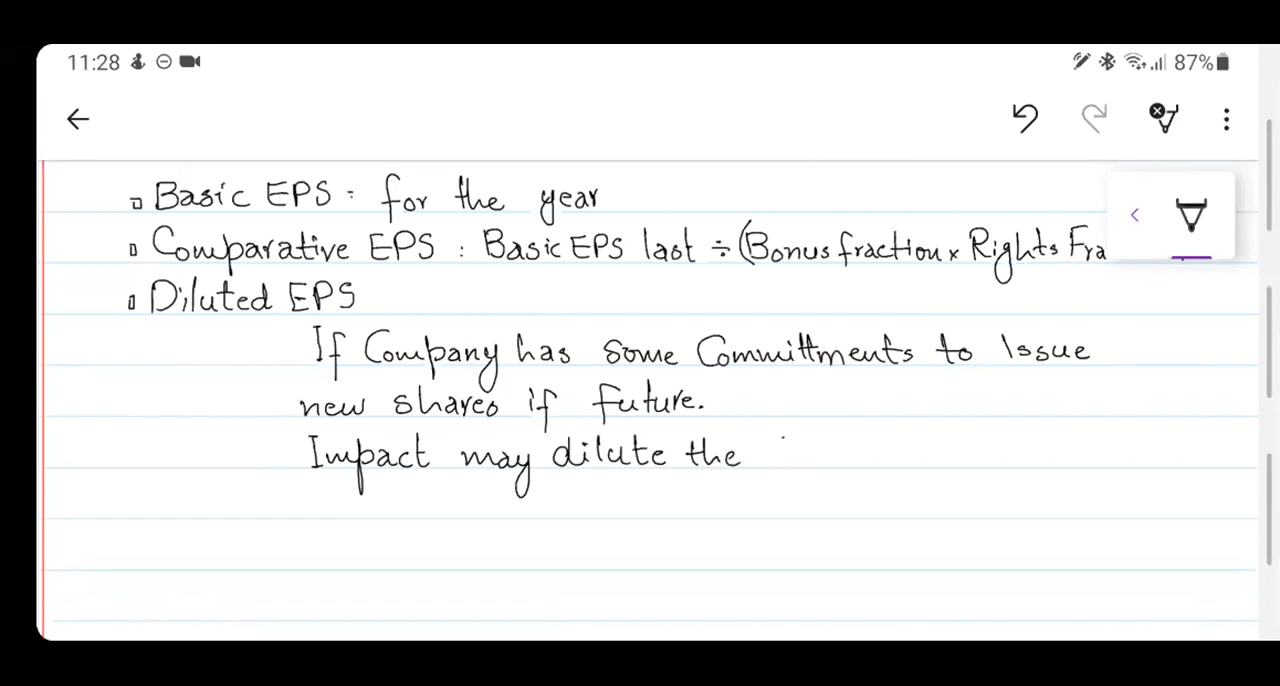 11:28
87%
Basic EPS : for the year
Comparative EPS : Basic EPS last ÷ (Bonus fraction x Rights Fra
Diluted EPS
If Company has some Committments to Issue
new shares if future.
Impact may dilute the